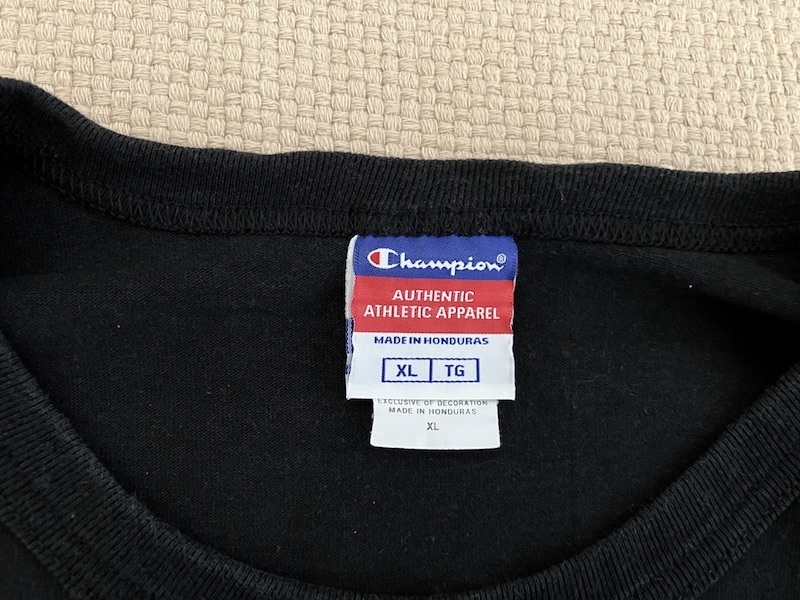 Champion®
AUTHENTIC
ATHLETIC APPAREL
MADE IN HONDURAS
XL TG
EXCLUSIVE OF DECORATION
MADE IN HONDURAS
XL